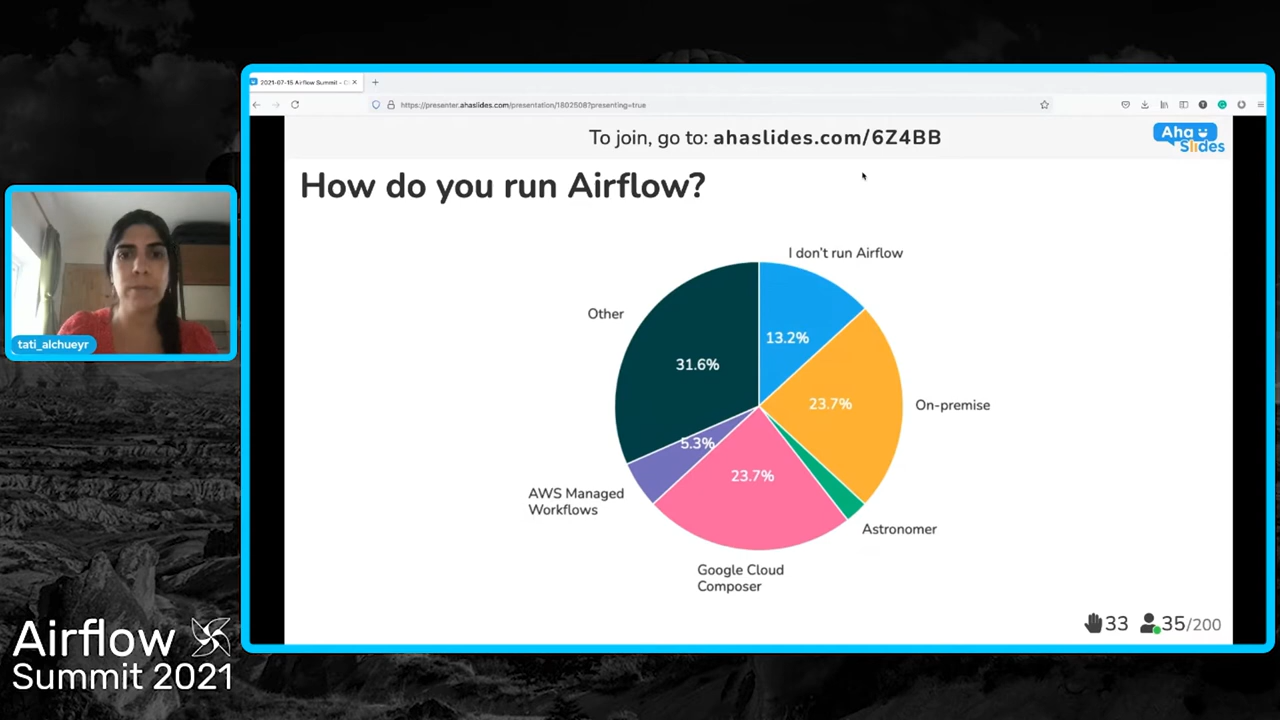 2021-07-15 Airflow Summit - C
https://presenter.ahaslides.com/presentation/1802508?presenting=true
To join, go to: ahaslides.com/6Z4BB
Aha
Slides
How do you run Airflow?
I don't run Airflow
Other
13.2%
31.6%
23.7%
On-premise
5.3%
23.7%
AWS Managed
Workflows
Astronomer
Google Cloud
Composer
33
35/200
tati_alchueyr
Airflow
Summit 2021